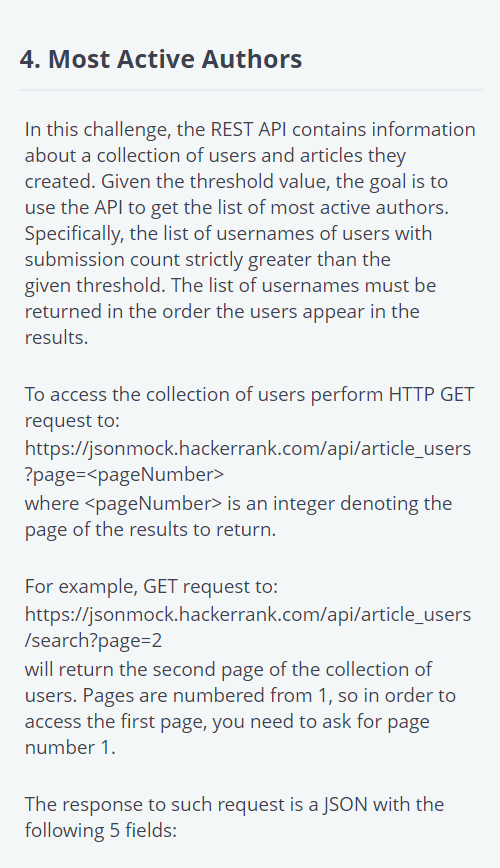 4. Most Active Authors
In this challenge, the REST API contains information
about a collection of users and articles they
created. Given the threshold value, the goal is to
use the API to get the list of most active authors.
Specifically, the list of usernames of users with
submission count strictly greater than the
given threshold. The list of usernames must be
returned in the order the users appear in the
results.
To access the collection of users perform HTTP GET
request to:
https://jsonmock.hackerrank.com/api/article_users
?page=<pageNumber>
where <pageNumber> is an integer denoting the
page of the results to return.
For example, GET request to:
https://jsonmock.hackerrank.com/api/article_users
/search?page=2
will return the second page of the collection of
users. Pages are numbered from 1, so in order to
access the first page, you need to ask for page
number 1.
The response to such request is a JSON with the
following 5 fields: